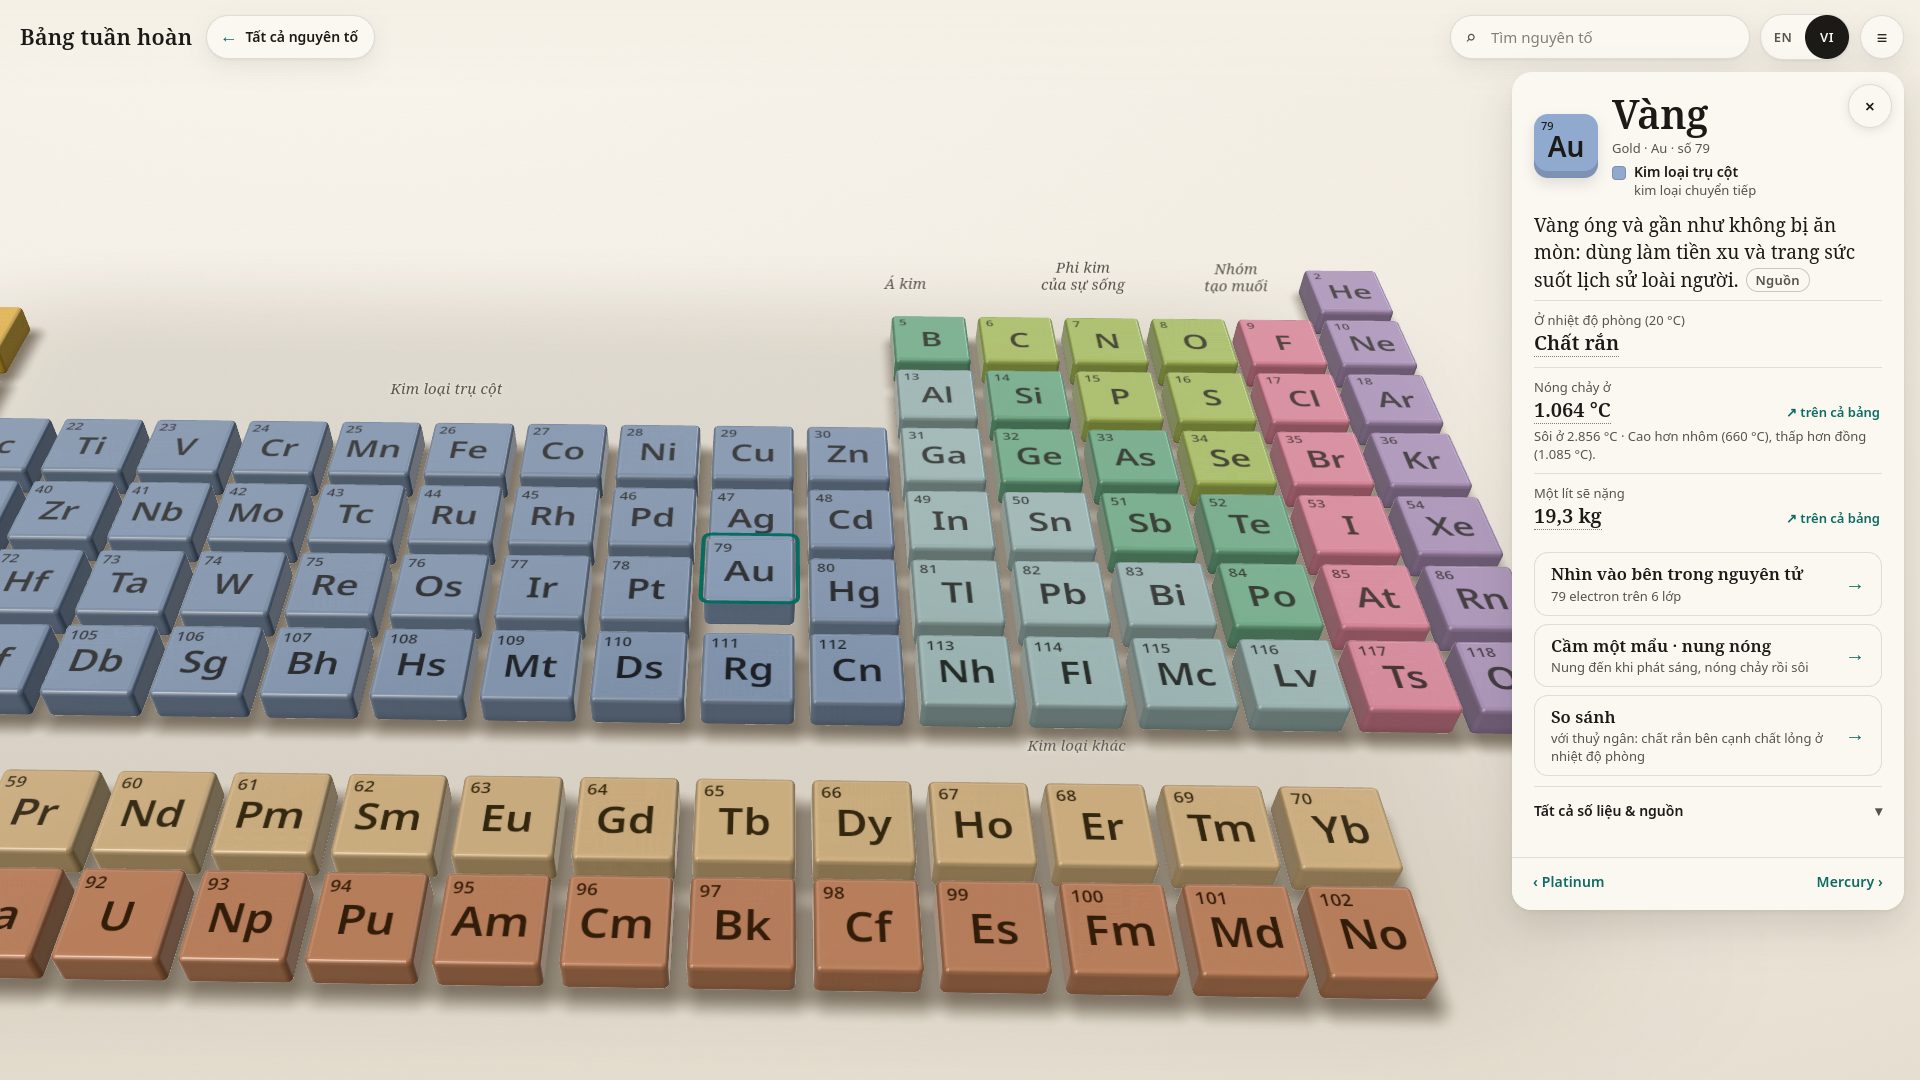 Bảng tuần hoàn
← Tất cả nguyên tố
Tìm nguyên tố
EN VI
79
Au
Vàng
Gold · Au · số 79
Kim loại trụ cột
kim loại chuyển tiếp
Vàng óng và gần như không bị ăn
mòn: dùng làm tiền xu và trang sức
suốt lịch sử loài người. Nguồn
Ở nhiệt độ phòng (20 °C)
Chất rắn
Nóng chảy ở
1.064 °C
↗ trên cả bảng
Sôi ở 2.856 °C · Cao hơn nhôm (660 °C), thấp hơn đồng
(1.085 °C).
Một lít sẽ nặng
19,3 kg
↗ trên cả bảng
Nhìn vào bên trong nguyên tử
79 electron trên 6 lớp
Cầm một mẩu · nung nóng
Nung đến khi phát sáng, nóng chảy rồi sôi
So sánh
với thuỷ ngân: chất rắn bên cạnh chất lỏng ở
nhiệt độ phòng
Tất cả số liệu & nguồn
‹ Platinum
Mercury ›
Á kim
Phi kim
của sự sống
Nhóm
tạo muối
2 He
5 B 6 C 7 N 8 O 9 F 10 Ne
Kim loại trụ cột
13 Al 14 Si 15 P 16 S 17 Cl 18 Ar
c 22 Ti 23 V 24 Cr 25 Mn 26 Fe 27 Co 28 Ni 29 Cu 30 Zn 31 Ga 32 Ge 33 As 34 Se 35 Br 36 Kr
40 Zr 41 Nb 42 Mo 43 Tc 44 Ru 45 Rh 46 Pd 47 Ag 48 Cd 49 In 50 Sn 51 Sb 52 Te 53 I 54 Xe
72 Hf 73 Ta 74 W 75 Re 76 Os 77 Ir 78 Pt 79 Au 80 Hg 81 Tl 82 Pb 83 Bi 84 Po 85 At 86 Rn
f 105 Db 106 Sg 107 Bh 108 Hs 109 Mt 110 Ds 111 Rg 112 Cn 113 Nh 114 Fl 115 Mc 116 Lv 117 Ts 118 O
Kim loại khác
59 Pr 60 Nd 61 Pm 62 Sm 63 Eu 64 Gd 65 Tb 66 Dy 67 Ho 68 Er 69 Tm 70 Yb
a 92 U 93 Np 94 Pu 95 Am 96 Cm 97 Bk 98 Cf 99 Es 100 Fm 101 Md 102 No